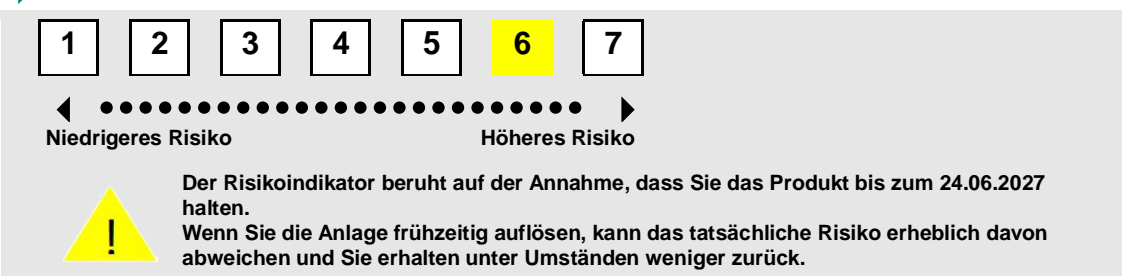 1 2 3 4 5 6 7
Niedrigeres Risiko Höheres Risiko
Der Risikoindikator beruht auf der Annahme, dass Sie das Produkt bis zum 24.06.2027
halten.
Wenn Sie die Anlage frühzeitig auflösen, kann das tatsächliche Risiko erheblich davon
abweichen und Sie erhalten unter Umständen weniger zurück.
!